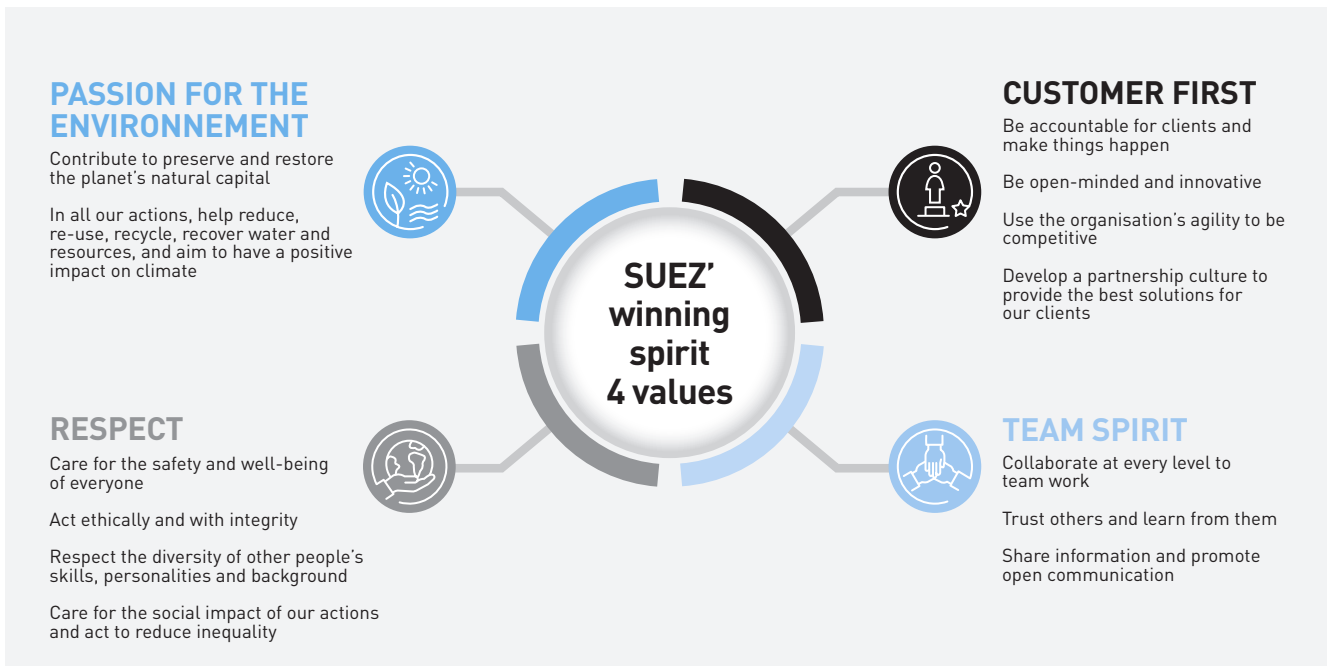 PASSION FOR THE
ENVIRONNEMENT
Contribute to preserve and restore
the planet's natural capital
In all our actions, help reduce,
re-use, recycle, recover water and
resources, and aim to have a positive
impact on climate
CUSTOMER FIRST
Be accountable for clients and
make things happen
Be open-minded and innovative
Use the organisation's agility to be
competitive
Develop a partnership culture to
provide the best solutions for
our clients
SUEZ'
winning
spirit
4 values
RESPECT
Care for the safety and well-being
of everyone
Act ethically and with integrity
Respect the diversity of other people's
skills, personalities and background
Care for the social impact of our actions
and act to reduce inequality
TEAM SPIRIT
Collaborate at every level to
team work
Trust others and learn from them
Share information and promote
open communication